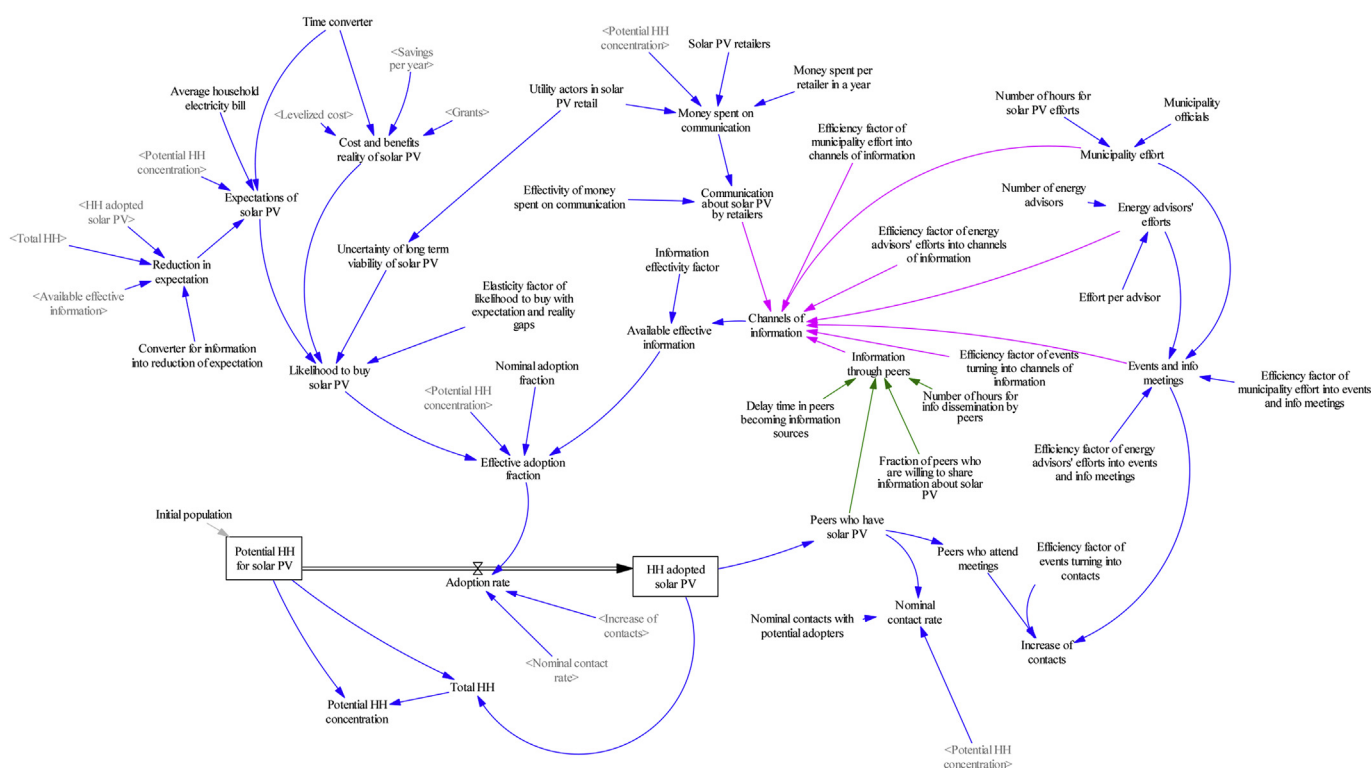 Time converter
<Potential HH
concentration>
Solar PV retailers
<Savings
per year>
Money spent per
retailer in a year
Average household
electricity bill
Utility actors in solar
PV retail
<Levelized cost>
<Grants>
Money spent on
communication
Number of hours for
solar PV efforts
Municipality
officials
Efficiency factor of
municipality effort into
channels of information
Cost and benefits
reality of solar PV
<Potential HH
concentration>
Municipality effort
Expectations of
solar PV
Effectivity of money
spent on communication
Communication
about solar PV
by retailers
Number of energy
advisors
Energy advisors'
efforts
<HH adopted
solar PV>
<Total HH>
Reduction in
expectation
Uncertainty of long term
viability of solar PV
Information
effectivity factor
Efficiency factor of energy
advisors' efforts into channels
of information
<Available effective
information>
Elasticity factor of
likelihood to buy with
expectation and reality
gaps
Effort per advisor
Available effective
information
Channels of
information
Converter for information
into reduction of expectation
Likelihood to buy
solar PV
Nominal adoption
fraction
Information
through peers
Efficiency factor of events
turning into channels of
information
Events and info
meetings
Efficiency factor of
municipality effort into events
and info meetings
<Potential HH
concentration>
Delay time in peers
becoming information
sources
Number of hours for
info dissemination by
peers
Effective adoption
fraction
Fraction of peers who
are willing to share
information about solar
PV
Efficiency factor of energy
advisors' efforts into events
and info meetings
Initial population
Potential HH
for solar PV
Adoption rate
HH adopted
solar PV
Peers who have
solar PV
Peers who attend
meetings
Efficiency factor of
events turning into
contacts
<Increase of
contacts>
Nominal contacts with
potential adopters
Nominal
contact rate
Increase of
contacts
<Nominal contact
rate>
Total HH
Potential HH
concentration
<Potential HH
concentration>